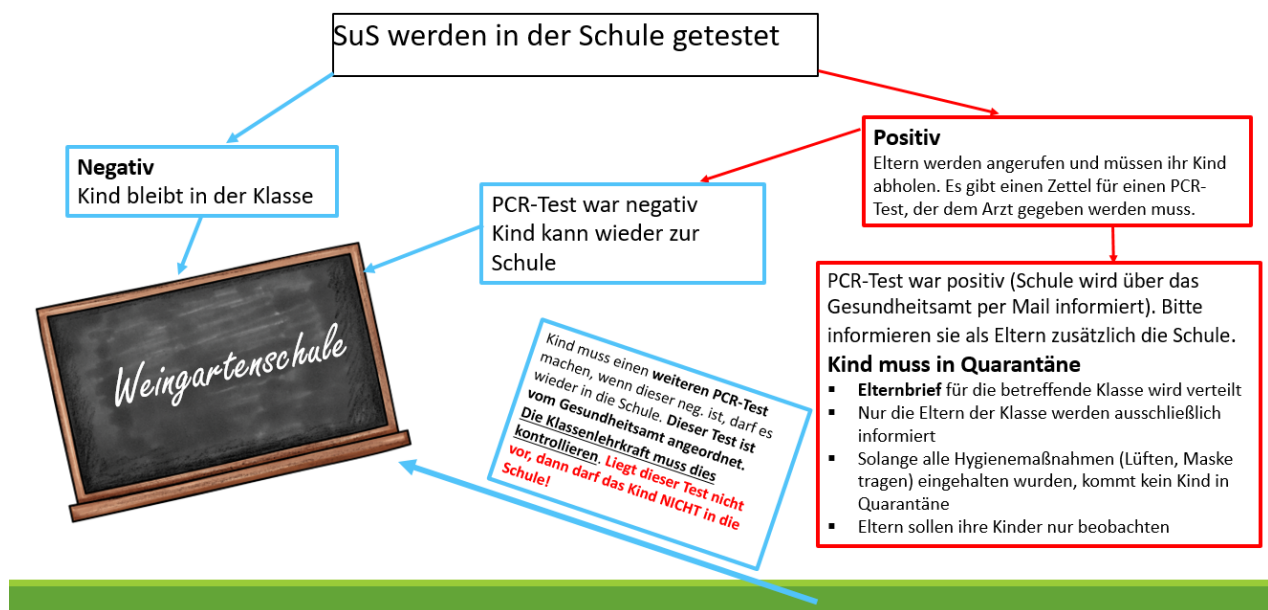 SuS werden in der Schule getestet
Negativ
Kind bleibt in der Klasse
PCR-Test war negativ
Kind kann wieder zur
Schule
Positiv
Eltern werden angerufen und müssen ihr Kind
abholen. Es gibt einen Zettel für einen PCR-
Test, der dem Arzt gegeben werden muss.
Weingartenschule
Kind muss einen weiteren PCR-Test
machen, wenn dieser neg. ist, darf es
wieder in die Schule. Dieser Test ist
vom Gesundheitsamt angeordnet.
Die Klassenlehrkraft muss dies
kontrollieren. Liegt dieser Test nicht
vor, dann darf das Kind NICHT in die
Schule!
PCR-Test war positiv (Schule wird über das
Gesundheitsamt per Mail informiert). Bitte
informieren sie als Eltern zusätzlich die Schule.
Kind muss in Quarantäne
▪ Elternbrief für die betreffende Klasse wird verteilt
▪ Nur die Eltern der Klasse werden ausschließlich
informiert
▪ Solange alle Hygienemaßnahmen (Lüften, Maske
tragen) eingehalten wurden, kommt kein Kind in
Quarantäne
▪ Eltern sollen ihre Kinder nur beobachten